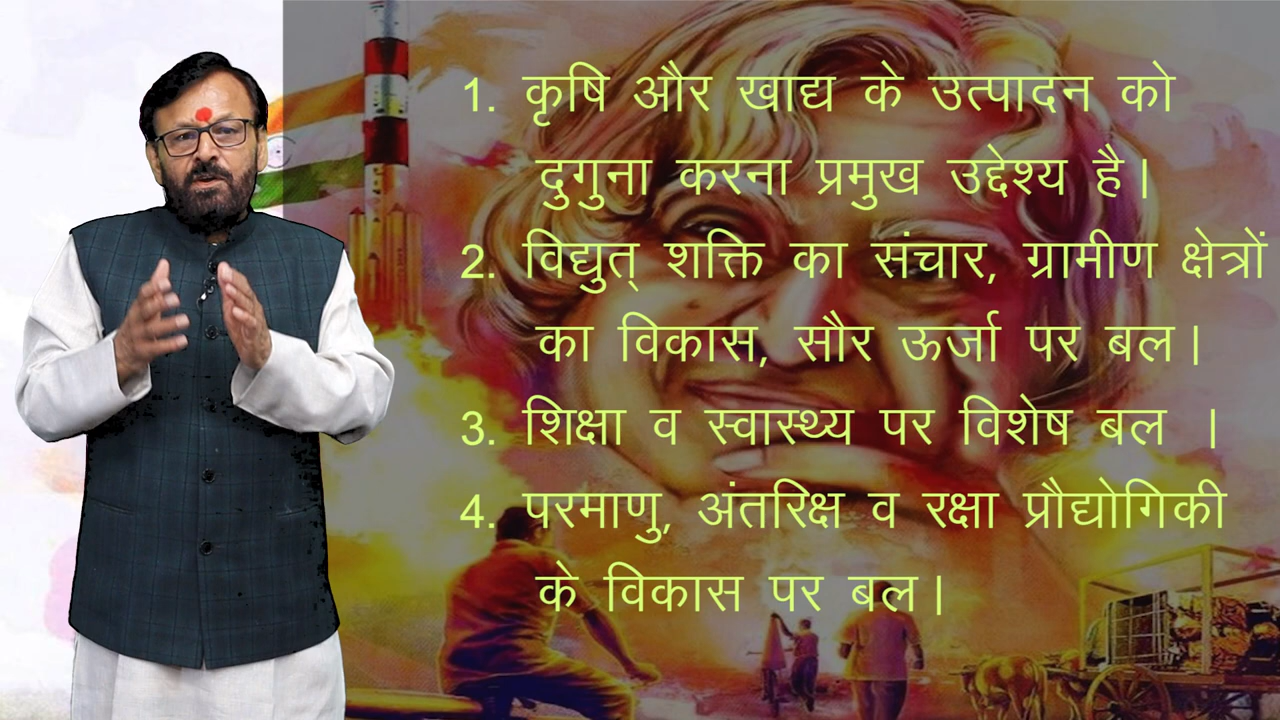 1. कृषि और खाद्य के उत्पादन को
दुगुना करना प्रमुख उद्देश्य है।
2. विद्युत् शक्ति का संचार, ग्रामीण क्षेत्रों
का विकास, सौर ऊर्जा पर बल।
3. शिक्षा व स्वास्थ्य पर विशेष बल ।
4. परमाणु, अंतरिक्ष व रक्षा प्रौद्योगिकी
के विकास पर बल।